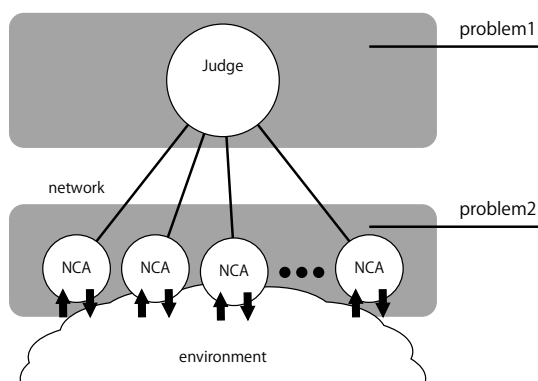 problem1
Judge
network
problem2
NCA
NCA
NCA
NCA
environment